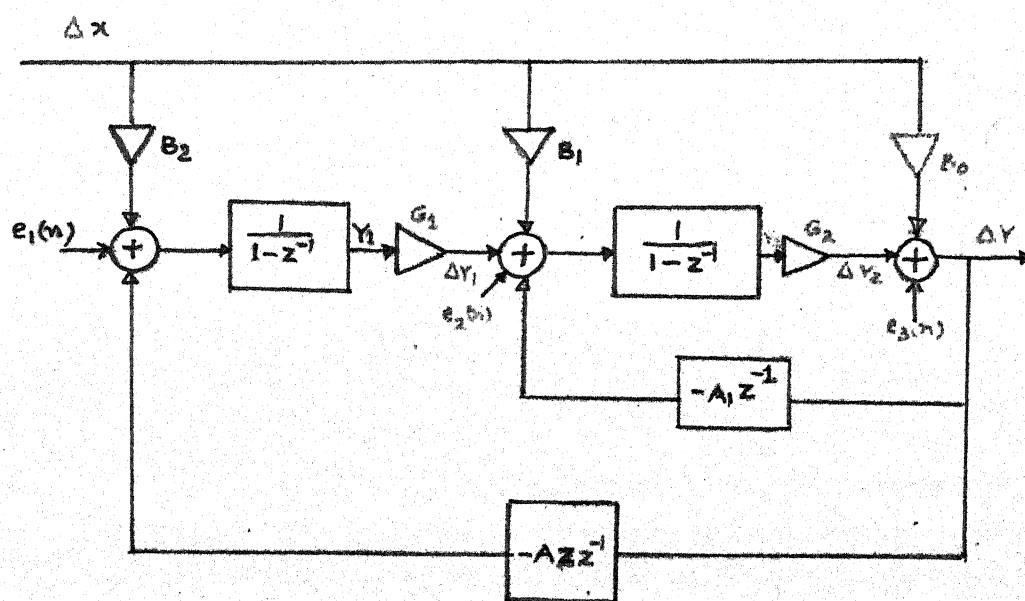 Δx
B2
B1
B0
e1(n)
+
1
1-z^-1
Y1
G1
ΔY1
+
e2(n)
1
1-z^-1
G2
ΔY2
+
ΔY
e3(n)
-A1 z^-1
-A2 z^-1